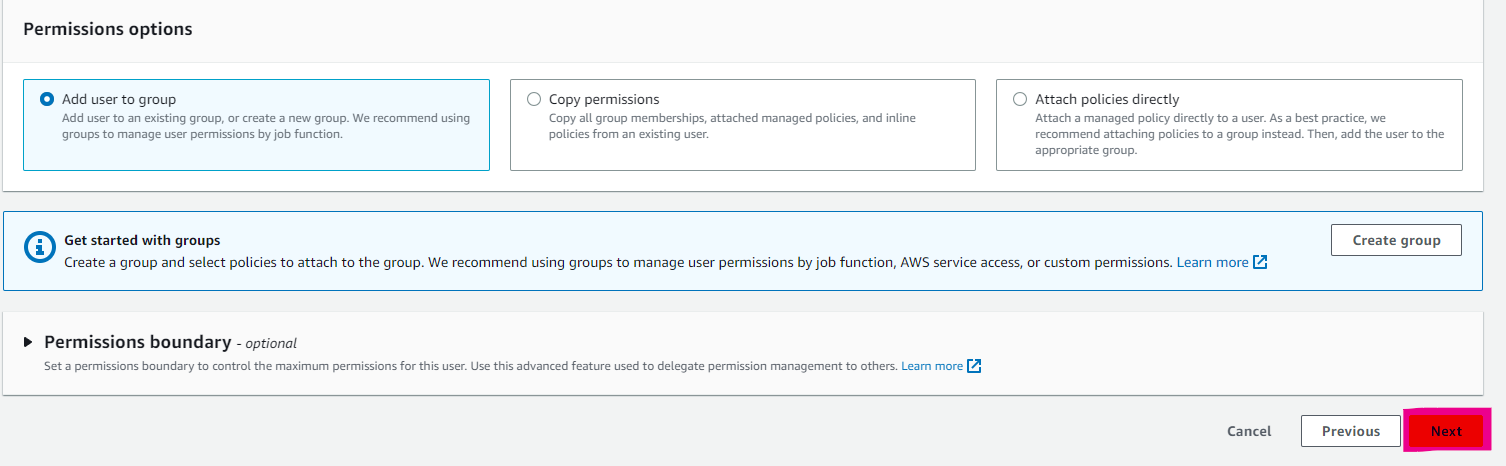 Permissions options
Add user to group
Add user to an existing group, or create a new group. We recommend using
groups to manage user permissions by job function.
Copy permissions
Copy all group memberships, attached managed policies, and inline
policies from an existing user.
Attach policies directly
Attach a managed policy directly to a user. As a best practice, we
recommend attaching policies to a group instead. Then, add the user to the
appropriate group.
Get started with groups
Create a group and select policies to attach to the group. We recommend using groups to manage user permissions by job function, AWS service access, or custom permissions. Learn more
Create group
Permissions boundary - optional
Set a permissions boundary to control the maximum permissions for this user. Use this advanced feature used to delegate permission management to others. Learn more
Cancel
Previous
Next